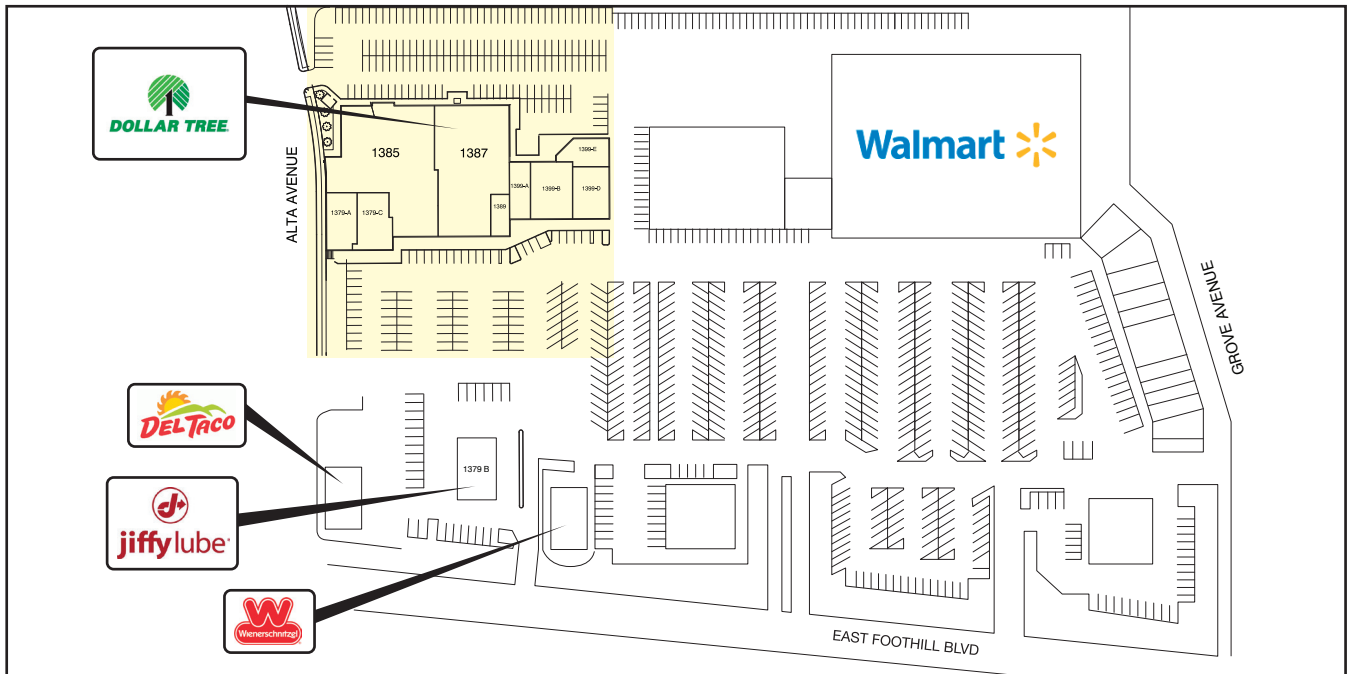 DOLLAR TREE
Walmart
1385
1387
1399-E
1399-A
1399-B
1399-D
1389
1379-A
1379-C
ALTA AVENUE
GROVE AVENUE
DEL TACO
1379 B
jiffy lube
W
Wienerschnitzel
EAST FOOTHILL BLVD